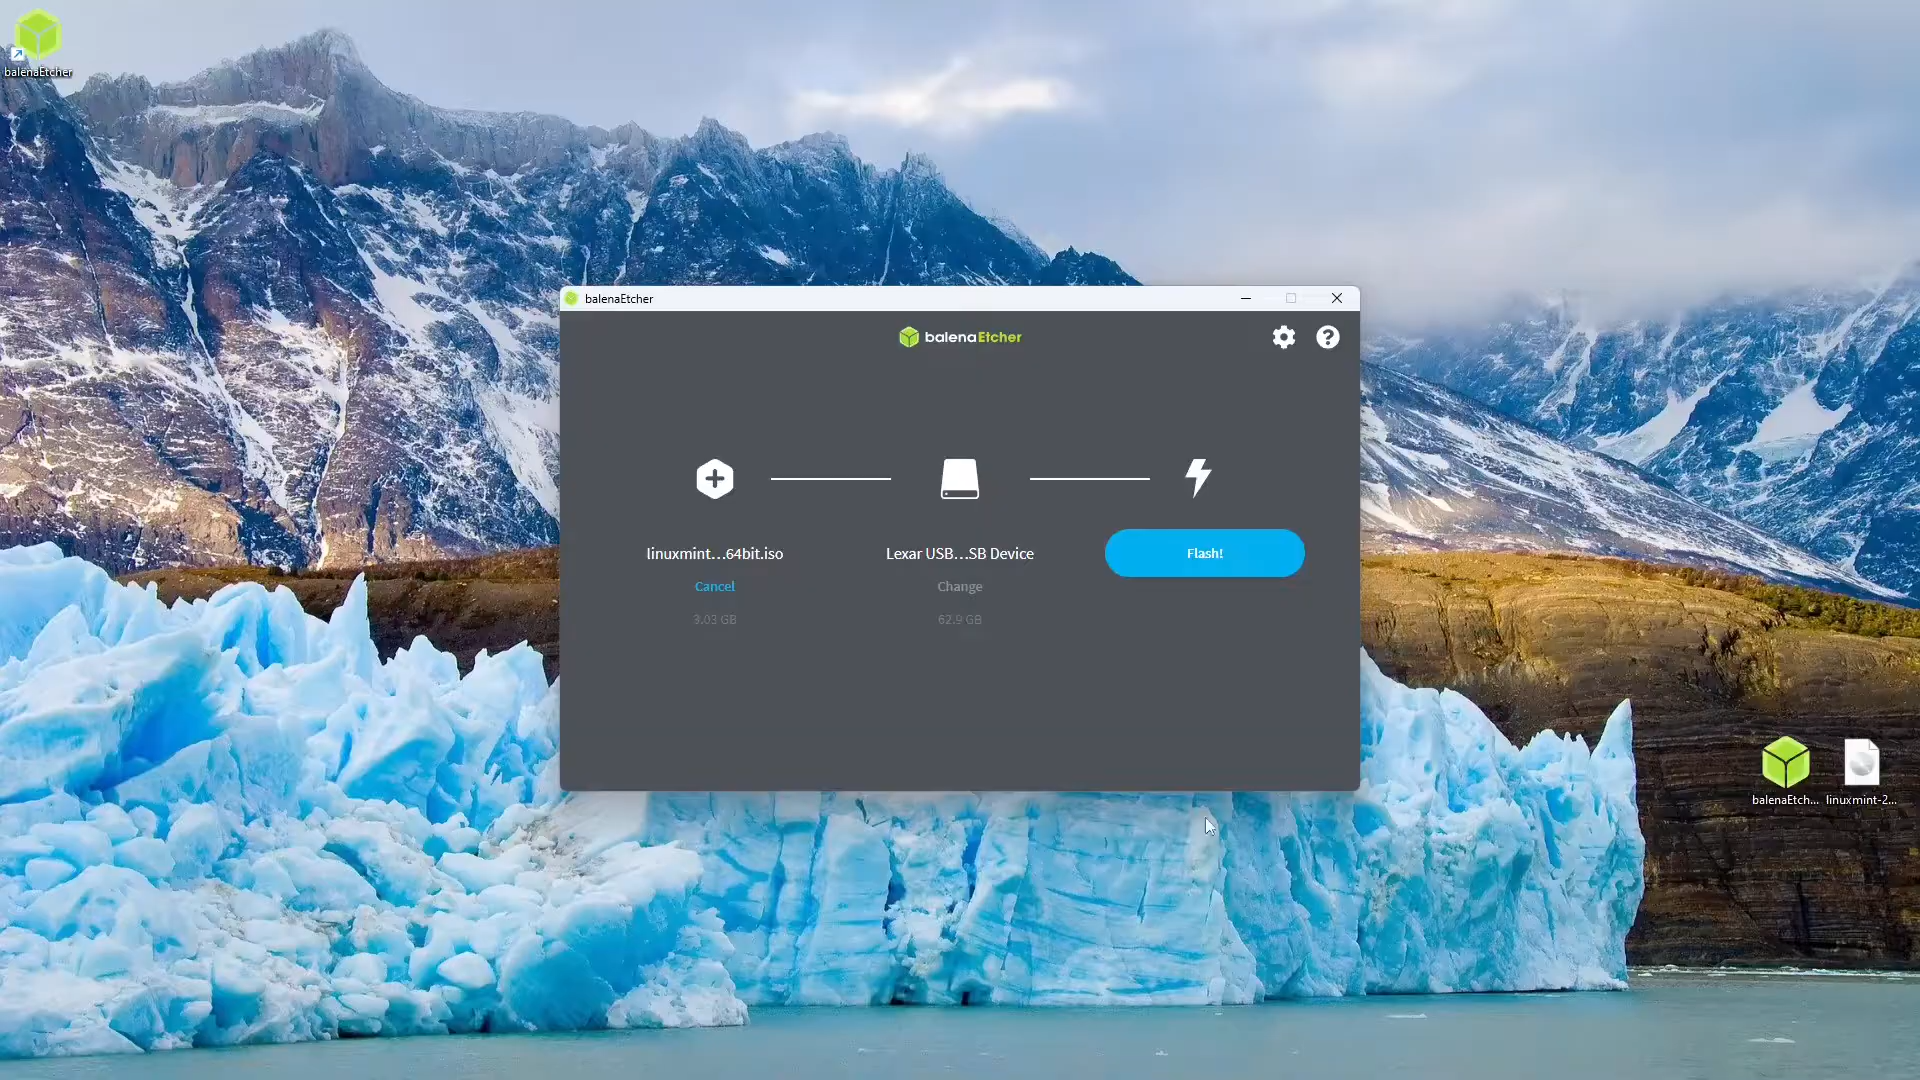 balenaEtcher
balenaEtcher
balenaEtcher
linuxmint...64bit.iso
Cancel
3.03 GB
Lexar USB...SB Device
Change
62.9 GB
Flash!
balenaEtch...
linuxmint-2...